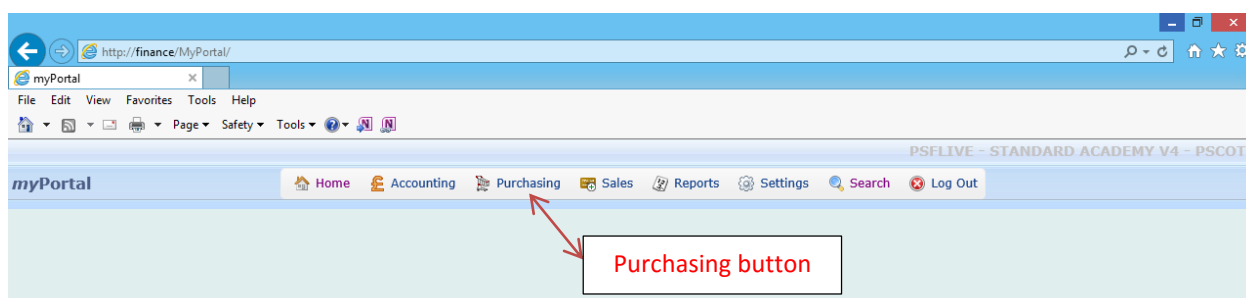 http://finance/MyPortal/
myPortal
File Edit View Favorites Tools Help
Page Safety Tools
PSFLIVE - STANDARD ACADEMY V4 - PSCOT
myPortal Home Accounting Purchasing Sales Reports Settings Search Log Out
Purchasing button